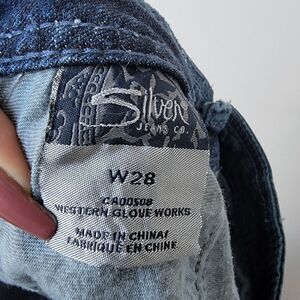 Silver
JEANS CO.
W28
CA00508
WESTERN GLOVE WORKS
MADE IN CHINA/
FABRIQUÉ EN CHINE